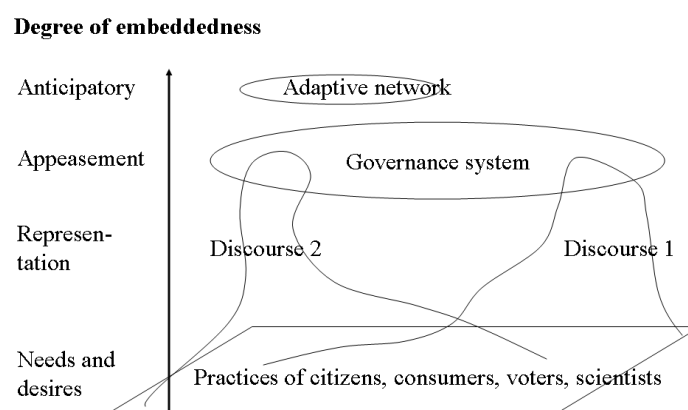 Degree of embeddedness
Anticipatory
Adaptive network
Appeasement
Governance system
Represen-
tation
Discourse 2
Discourse 1
Needs and
desires
Practices of citizens, consumers, voters, scientists